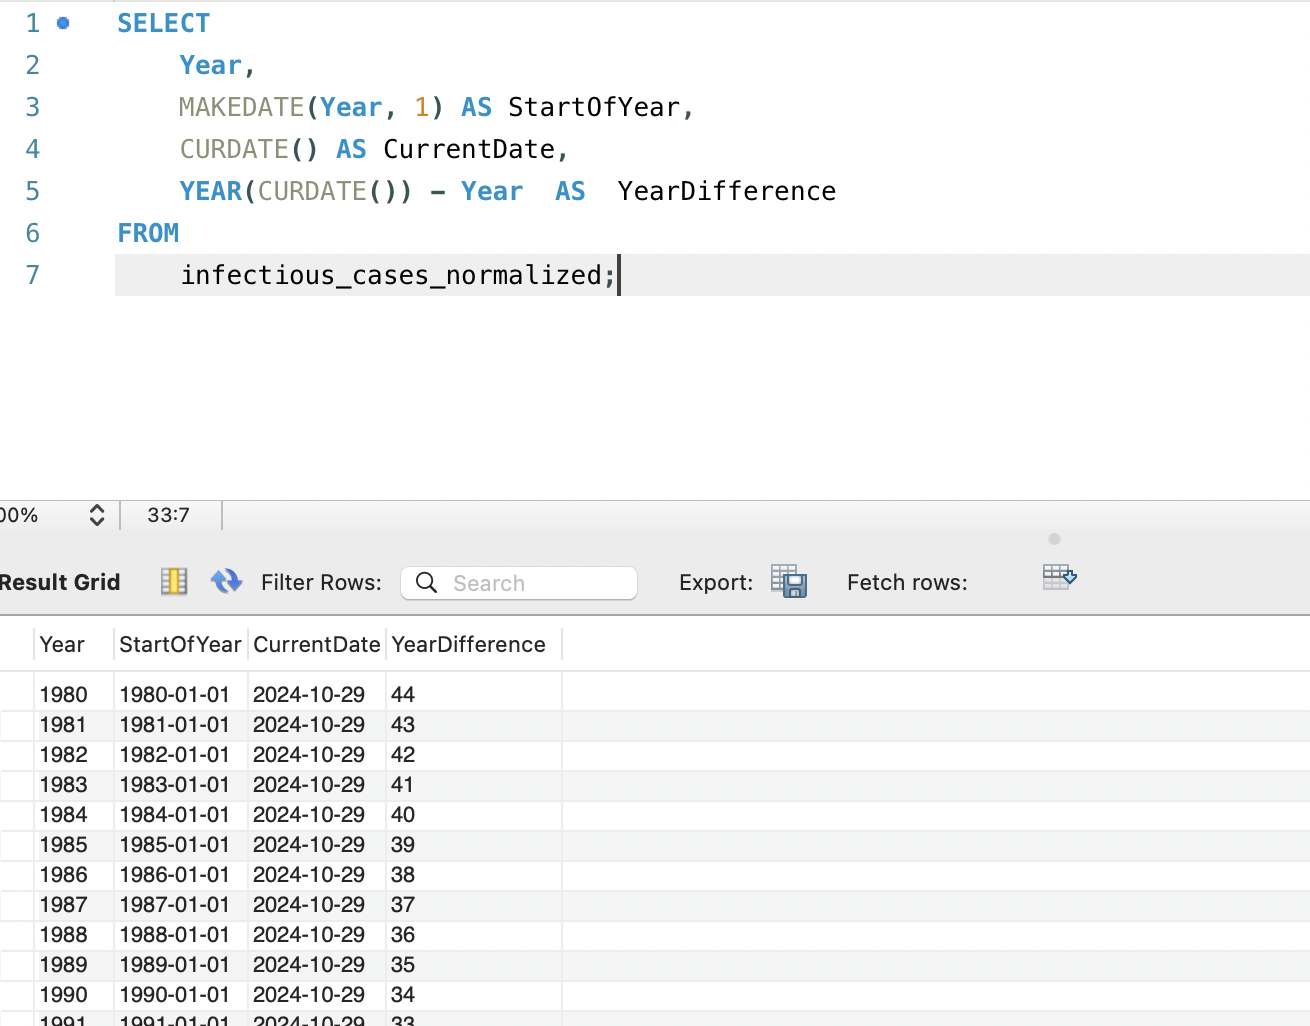 1 SELECT
2 Year,
3 MAKEDATE(Year, 1) AS StartOfYear,
4 CURDATE() AS CurrentDate,
5 YEAR(CURDATE()) - Year  AS  YearDifference
6 FROM
7 infectious_cases_normalized;
00% 33:7
Result Grid Filter Rows: Search Export: Fetch rows:
Year StartOfYear CurrentDate YearDifference
1980 1980-01-01 2024-10-29 44
1981 1981-01-01 2024-10-29 43
1982 1982-01-01 2024-10-29 42
1983 1983-01-01 2024-10-29 41
1984 1984-01-01 2024-10-29 40
1985 1985-01-01 2024-10-29 39
1986 1986-01-01 2024-10-29 38
1987 1987-01-01 2024-10-29 37
1988 1988-01-01 2024-10-29 36
1989 1989-01-01 2024-10-29 35
1990 1990-01-01 2024-10-29 34
1991 1991-01-01 2024-10-29 33